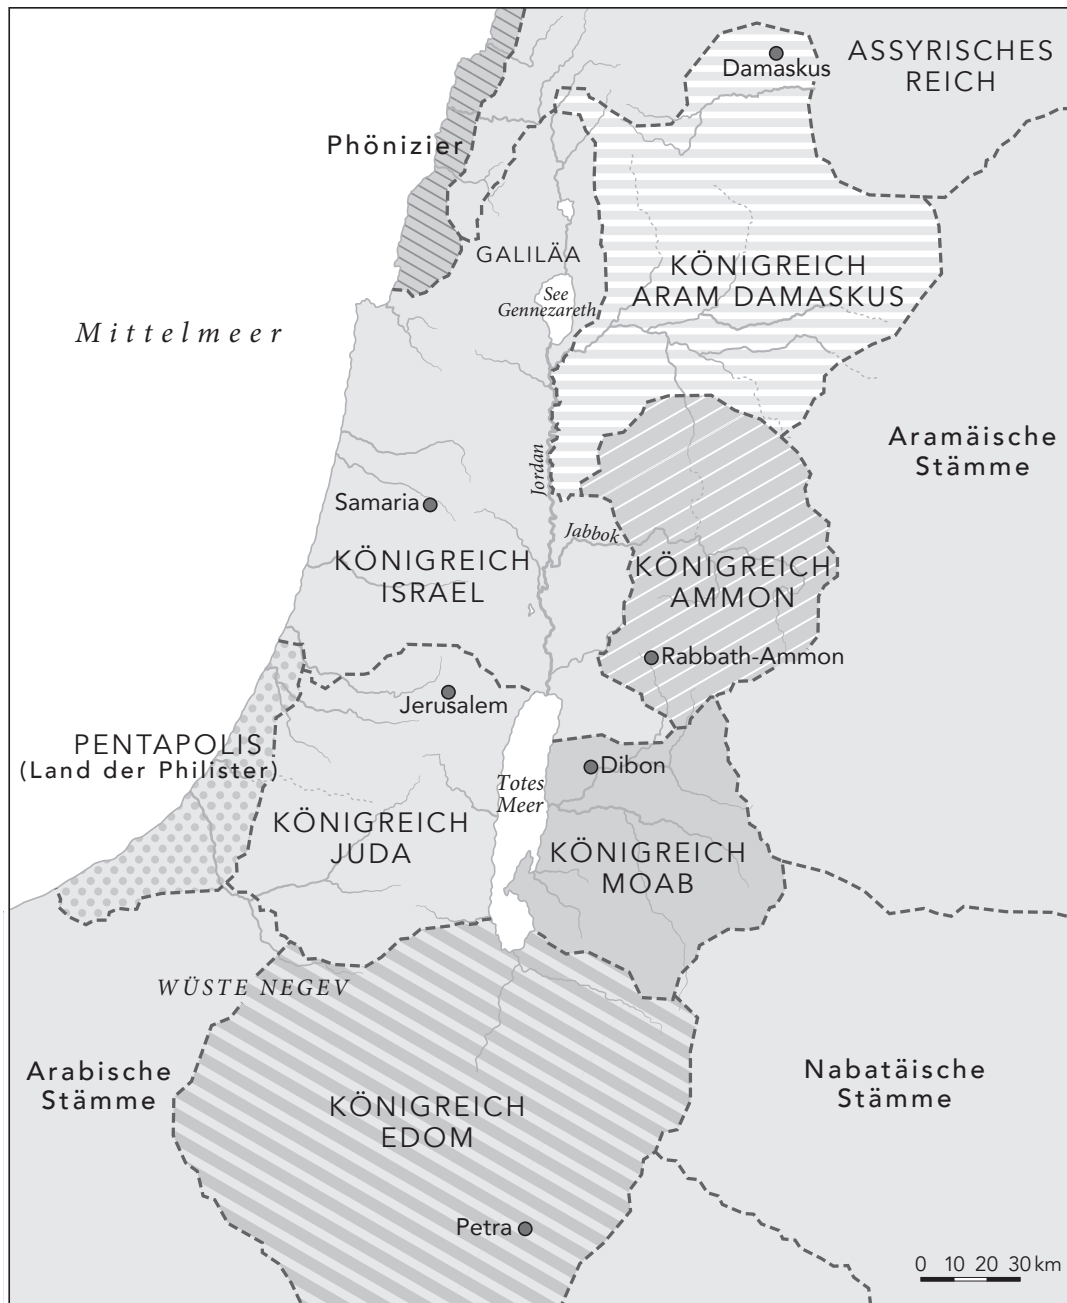 ASSYRISCHES
REICH
Damaskus
Phönizier
GALILÄA
KÖNIGREICH
ARAM DAMASKUS
See
Gennezareth
Mittelmeer
Aramäische
Stämme
Jordan
Samaria
Jabbok
KÖNIGREICH
ISRAEL
KÖNIGREICH
AMMON
Rabbath-Ammon
Jerusalem
PENTAPOLIS
(Land der Philister)
Dibon
Totes
Meer
KÖNIGREICH
JUDA
KÖNIGREICH
MOAB
WÜSTE NEGEV
Arabische
Stämme
Nabatäische
Stämme
KÖNIGREICH
EDOM
Petra
0 10 20 30 km